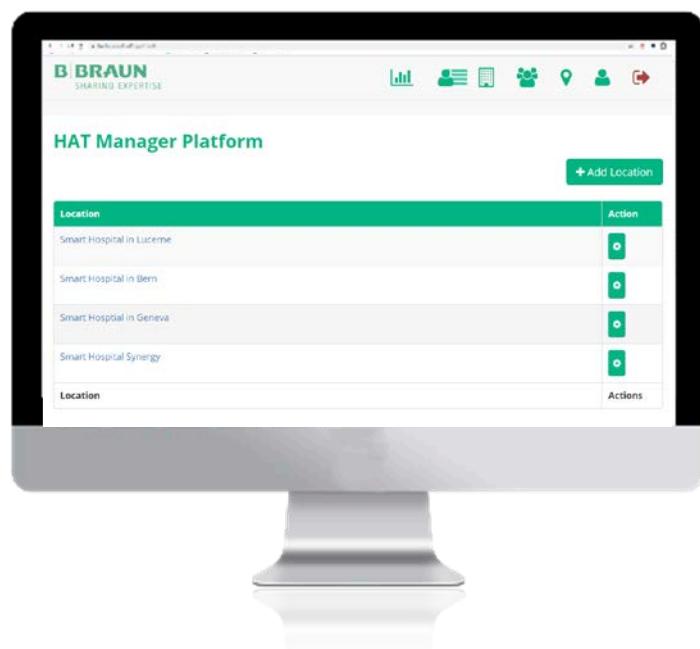 B BRAUN
SHARING EXPERTISE
HAT Manager Platform
+ Add Location
Location Action
Smart Hospital in Lucerne
Smart Hospital in Bern
Smart Hosptial in Geneva
Smart Hospital Synergy
Location Actions